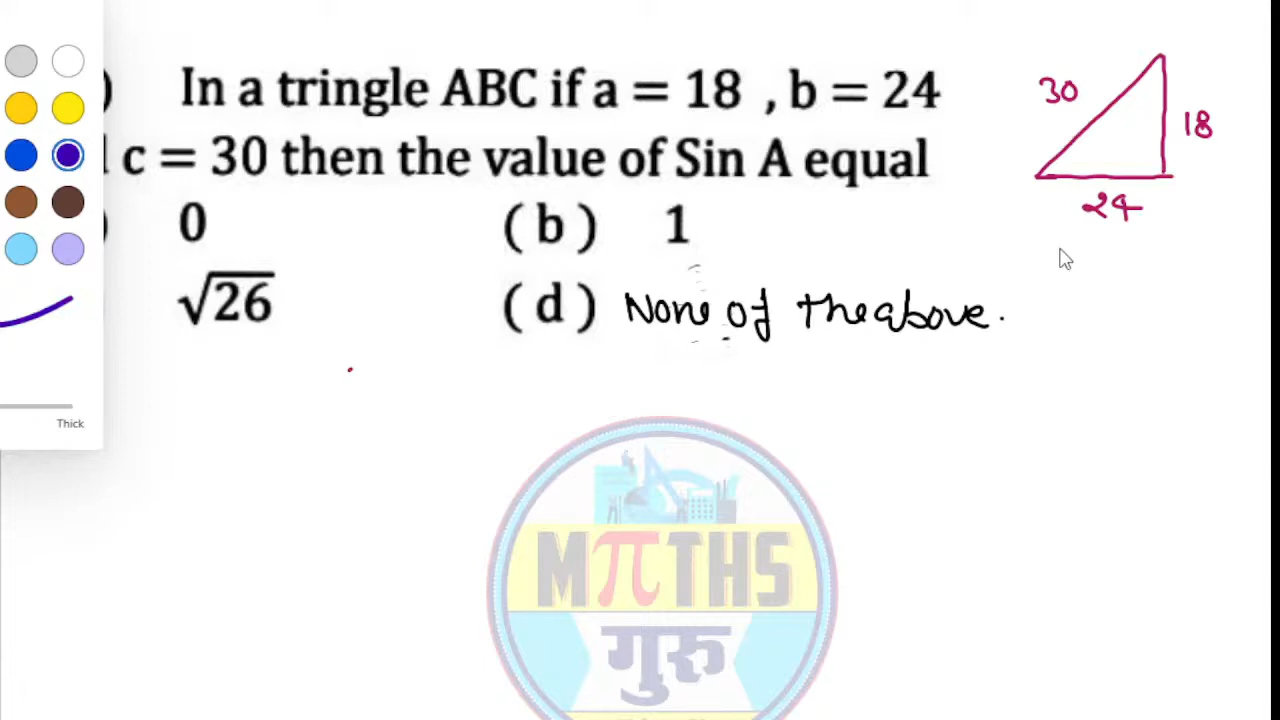 ) In a tringle ABC if a = 18 , b = 24
c = 30 then the value of Sin A equal
) 0 ( b ) 1
√26 ( d ) None of the above.
30
18
24
Thick
MπTHS
गुरु